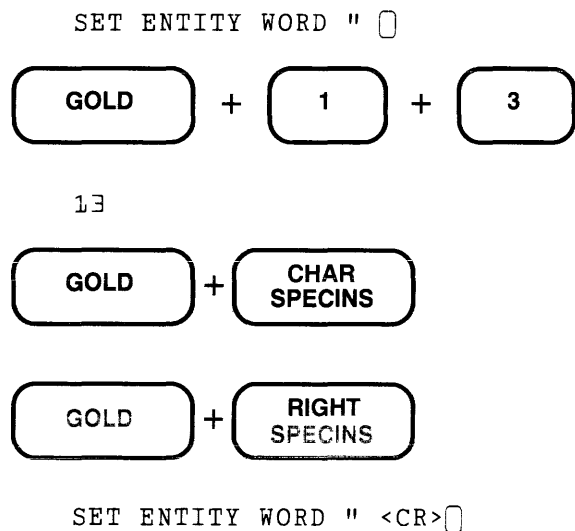 SET ENTITY WORD "
GOLD + 1 + 3
13
GOLD + CHAR SPECINS
GOLD + RIGHT SPECINS
SET ENTITY WORD " <CR>